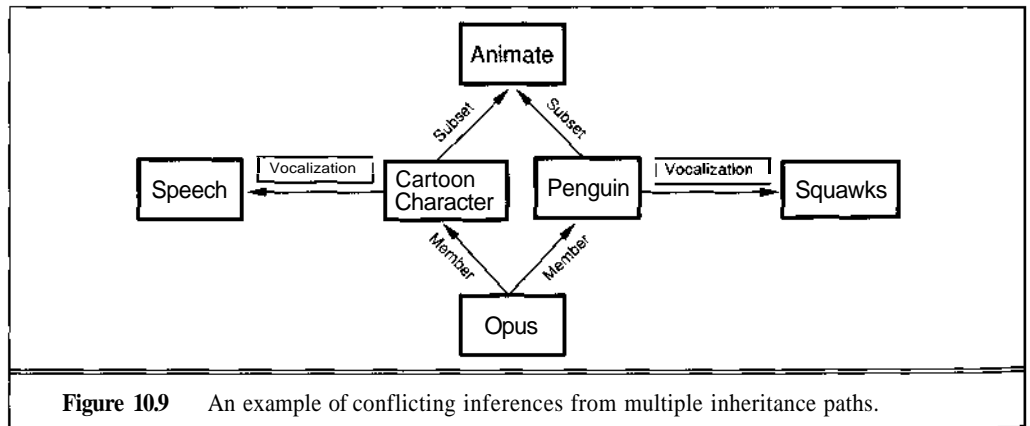 Animate
Subset
Subset
Speech
Vocalization
Cartoon
Character
Penguin
Vocalization
Squawks
Member
Member
Opus
Figure 10.9 An example of conflicting inferences from multiple inheritance paths.